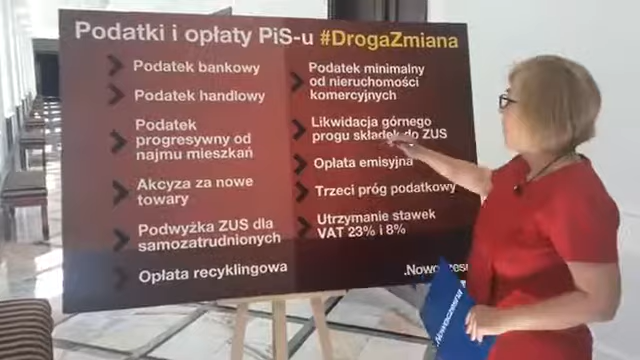 Podatki i opłaty PiS-u #DrogaZmiana
Podatek bankowy
Podatek handlowy
Podatek
progresywny od
najmu mieszkań
Akcyza za nowe
towary
Podwyżka ZUS dla
samozatrudnionych
Opłata recyklingowa
Podatek minimalny
od nieruchomości
komercyjnych
Likwidacja górnego
progu składek do ZUS
Opłata emisyjna
Trzeci próg podatkowy
Utrzymanie stawek
VAT 23% i 8%